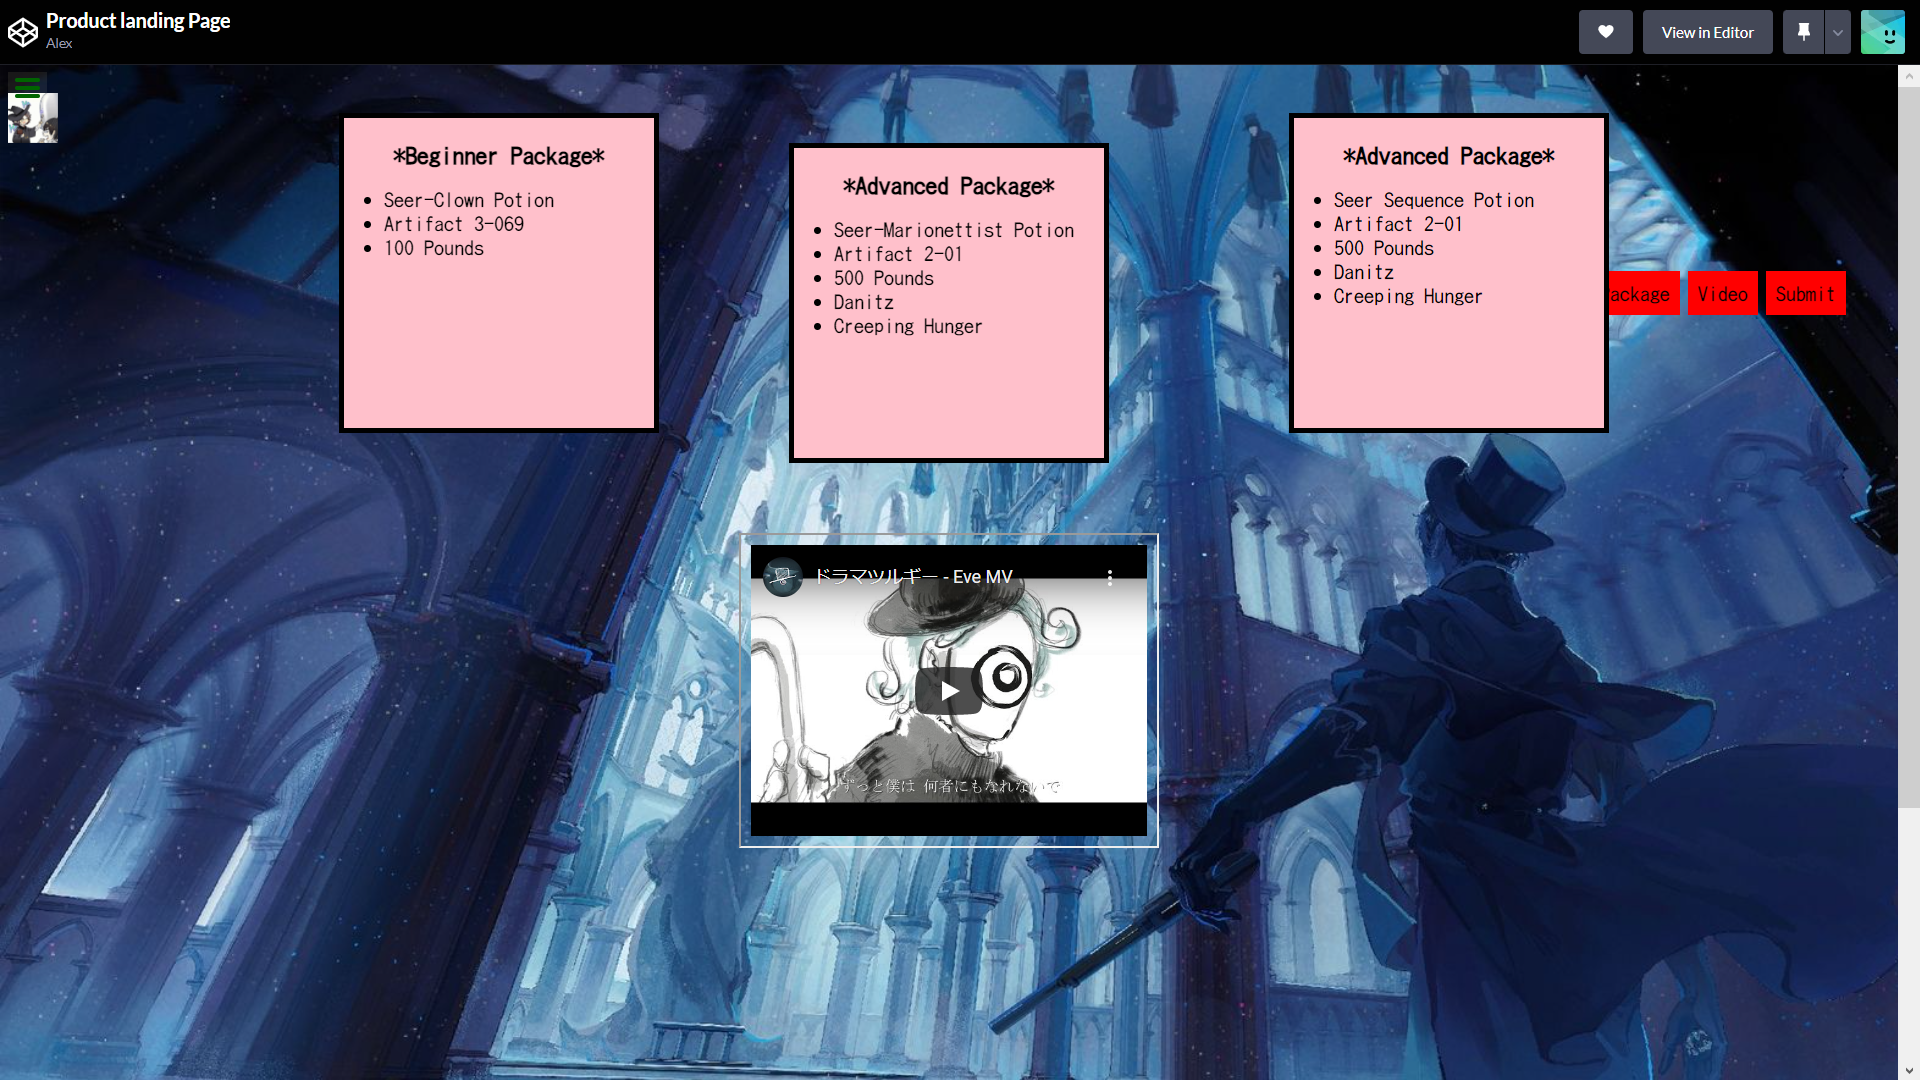 Product landing Page
Alex
View in Editor
*Beginner Package*
Seer-Clown Potion
Artifact 3-069
100 Pounds
*Advanced Package*
Seer-Marionettist Potion
Artifact 2-01
500 Pounds
Danitz
Creeping Hunger
*Advanced Package*
Seer Sequence Potion
Artifact 2-01
500 Pounds
Danitz
Creeping Hunger
ackage
Video
Submit
ドラマツルギー - Eve MV
ずっと僕は 何者にもなれないで